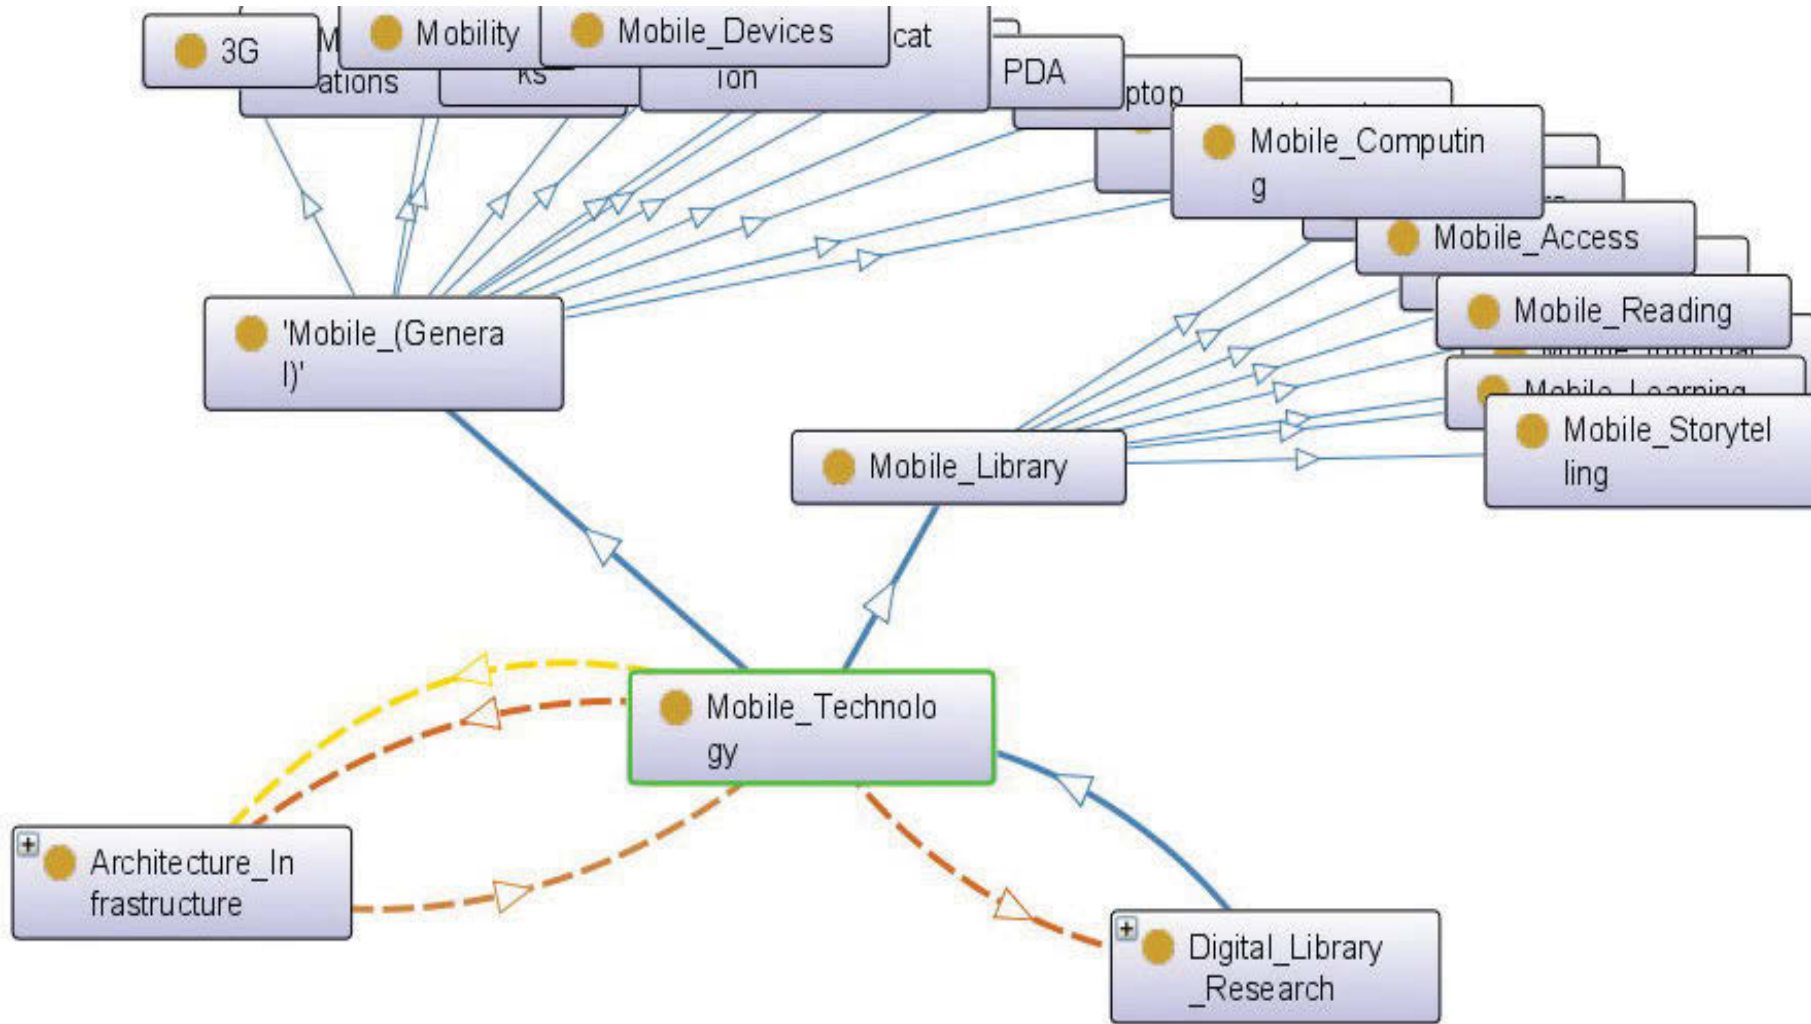 3G
ations
Mobility
ks
Mobile_Devices
cat
ion
PDA
ptop
Mobile_Computin
g
Mobile_Access
Mobile_Reading
Mobile_Learning
Mobile_Storytel
ling
'Mobile_(Genera
l)'
Mobile_Library
Mobile_Technolo
gy
Architecture_In
frastructure
Digital_Library
_Research